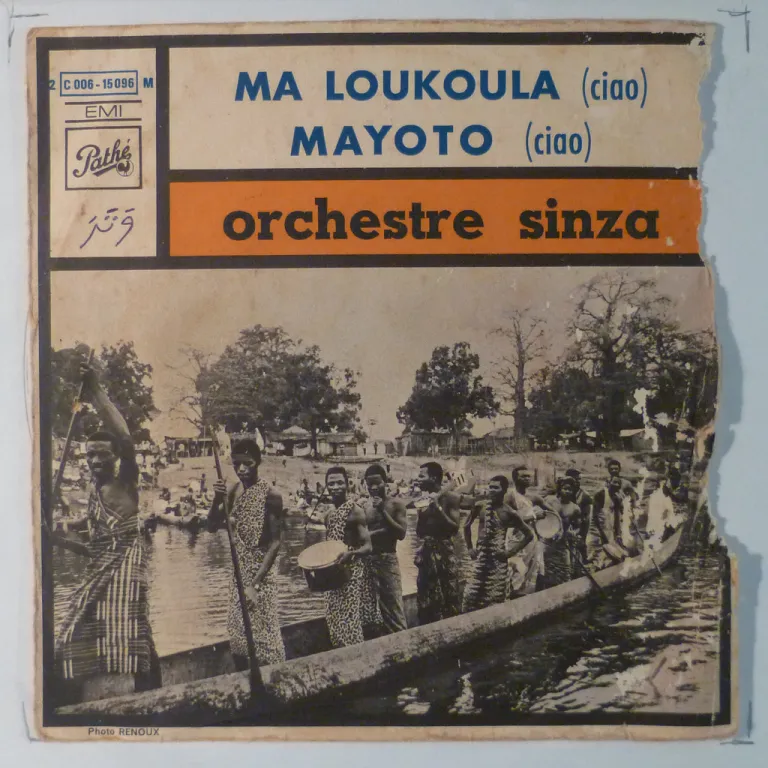 2 C 006-15096 M
EMI
Pathé
MA LOUKOULA (ciao)
MAYOTO (ciao)
orchestre sinza
Photo RENOUX